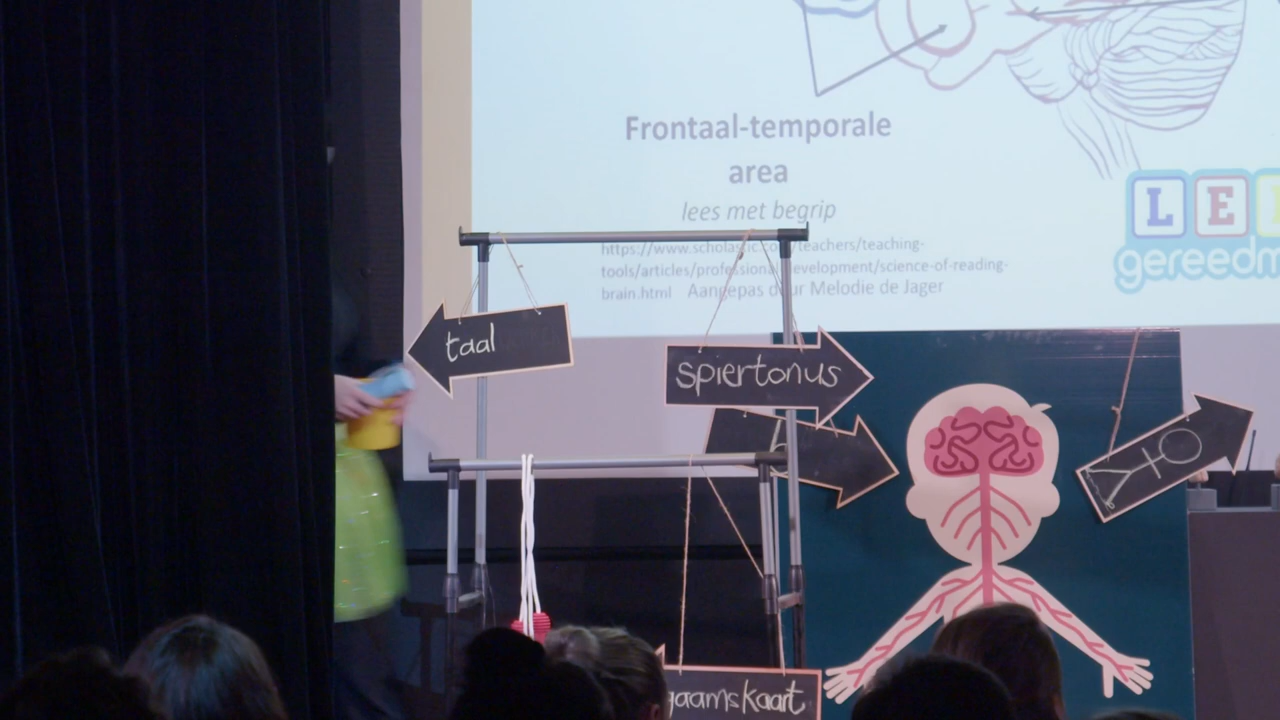 Frontaal-temporale
area
lees met begrip
https://www.scholastic.com/teachers/teaching-
tools/articles/professional-development/science-of-reading-
brain.html Aangepas deur Melodie de Jager
LE
gereedm
taal
spiertonus
gaamskaart